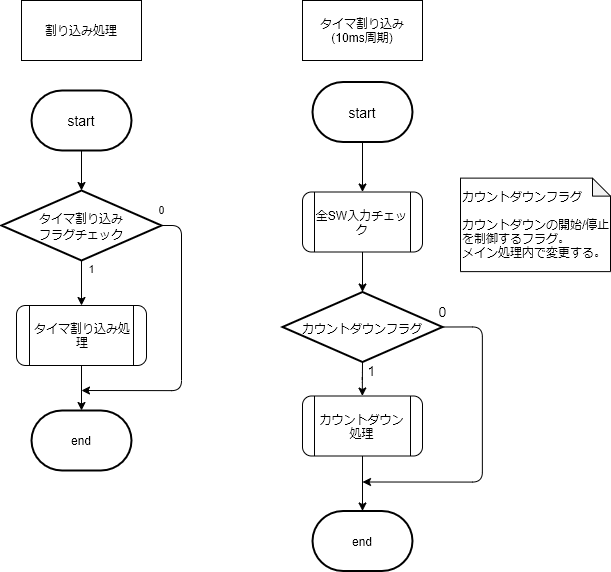 割り込み処理
start
タイマ割り込み
フラグチェック
0
1
タイマ割り込み処
理
end
タイマ割り込み
(10ms周期)
start
全SW入力チェッ
ク
カウントダウンフラグ
0
1
カウントダウン
処理
end
カウントダウンフラグ
カウントダウンの開始/停止
を制御するフラグ。
メイン処理内で変更する。